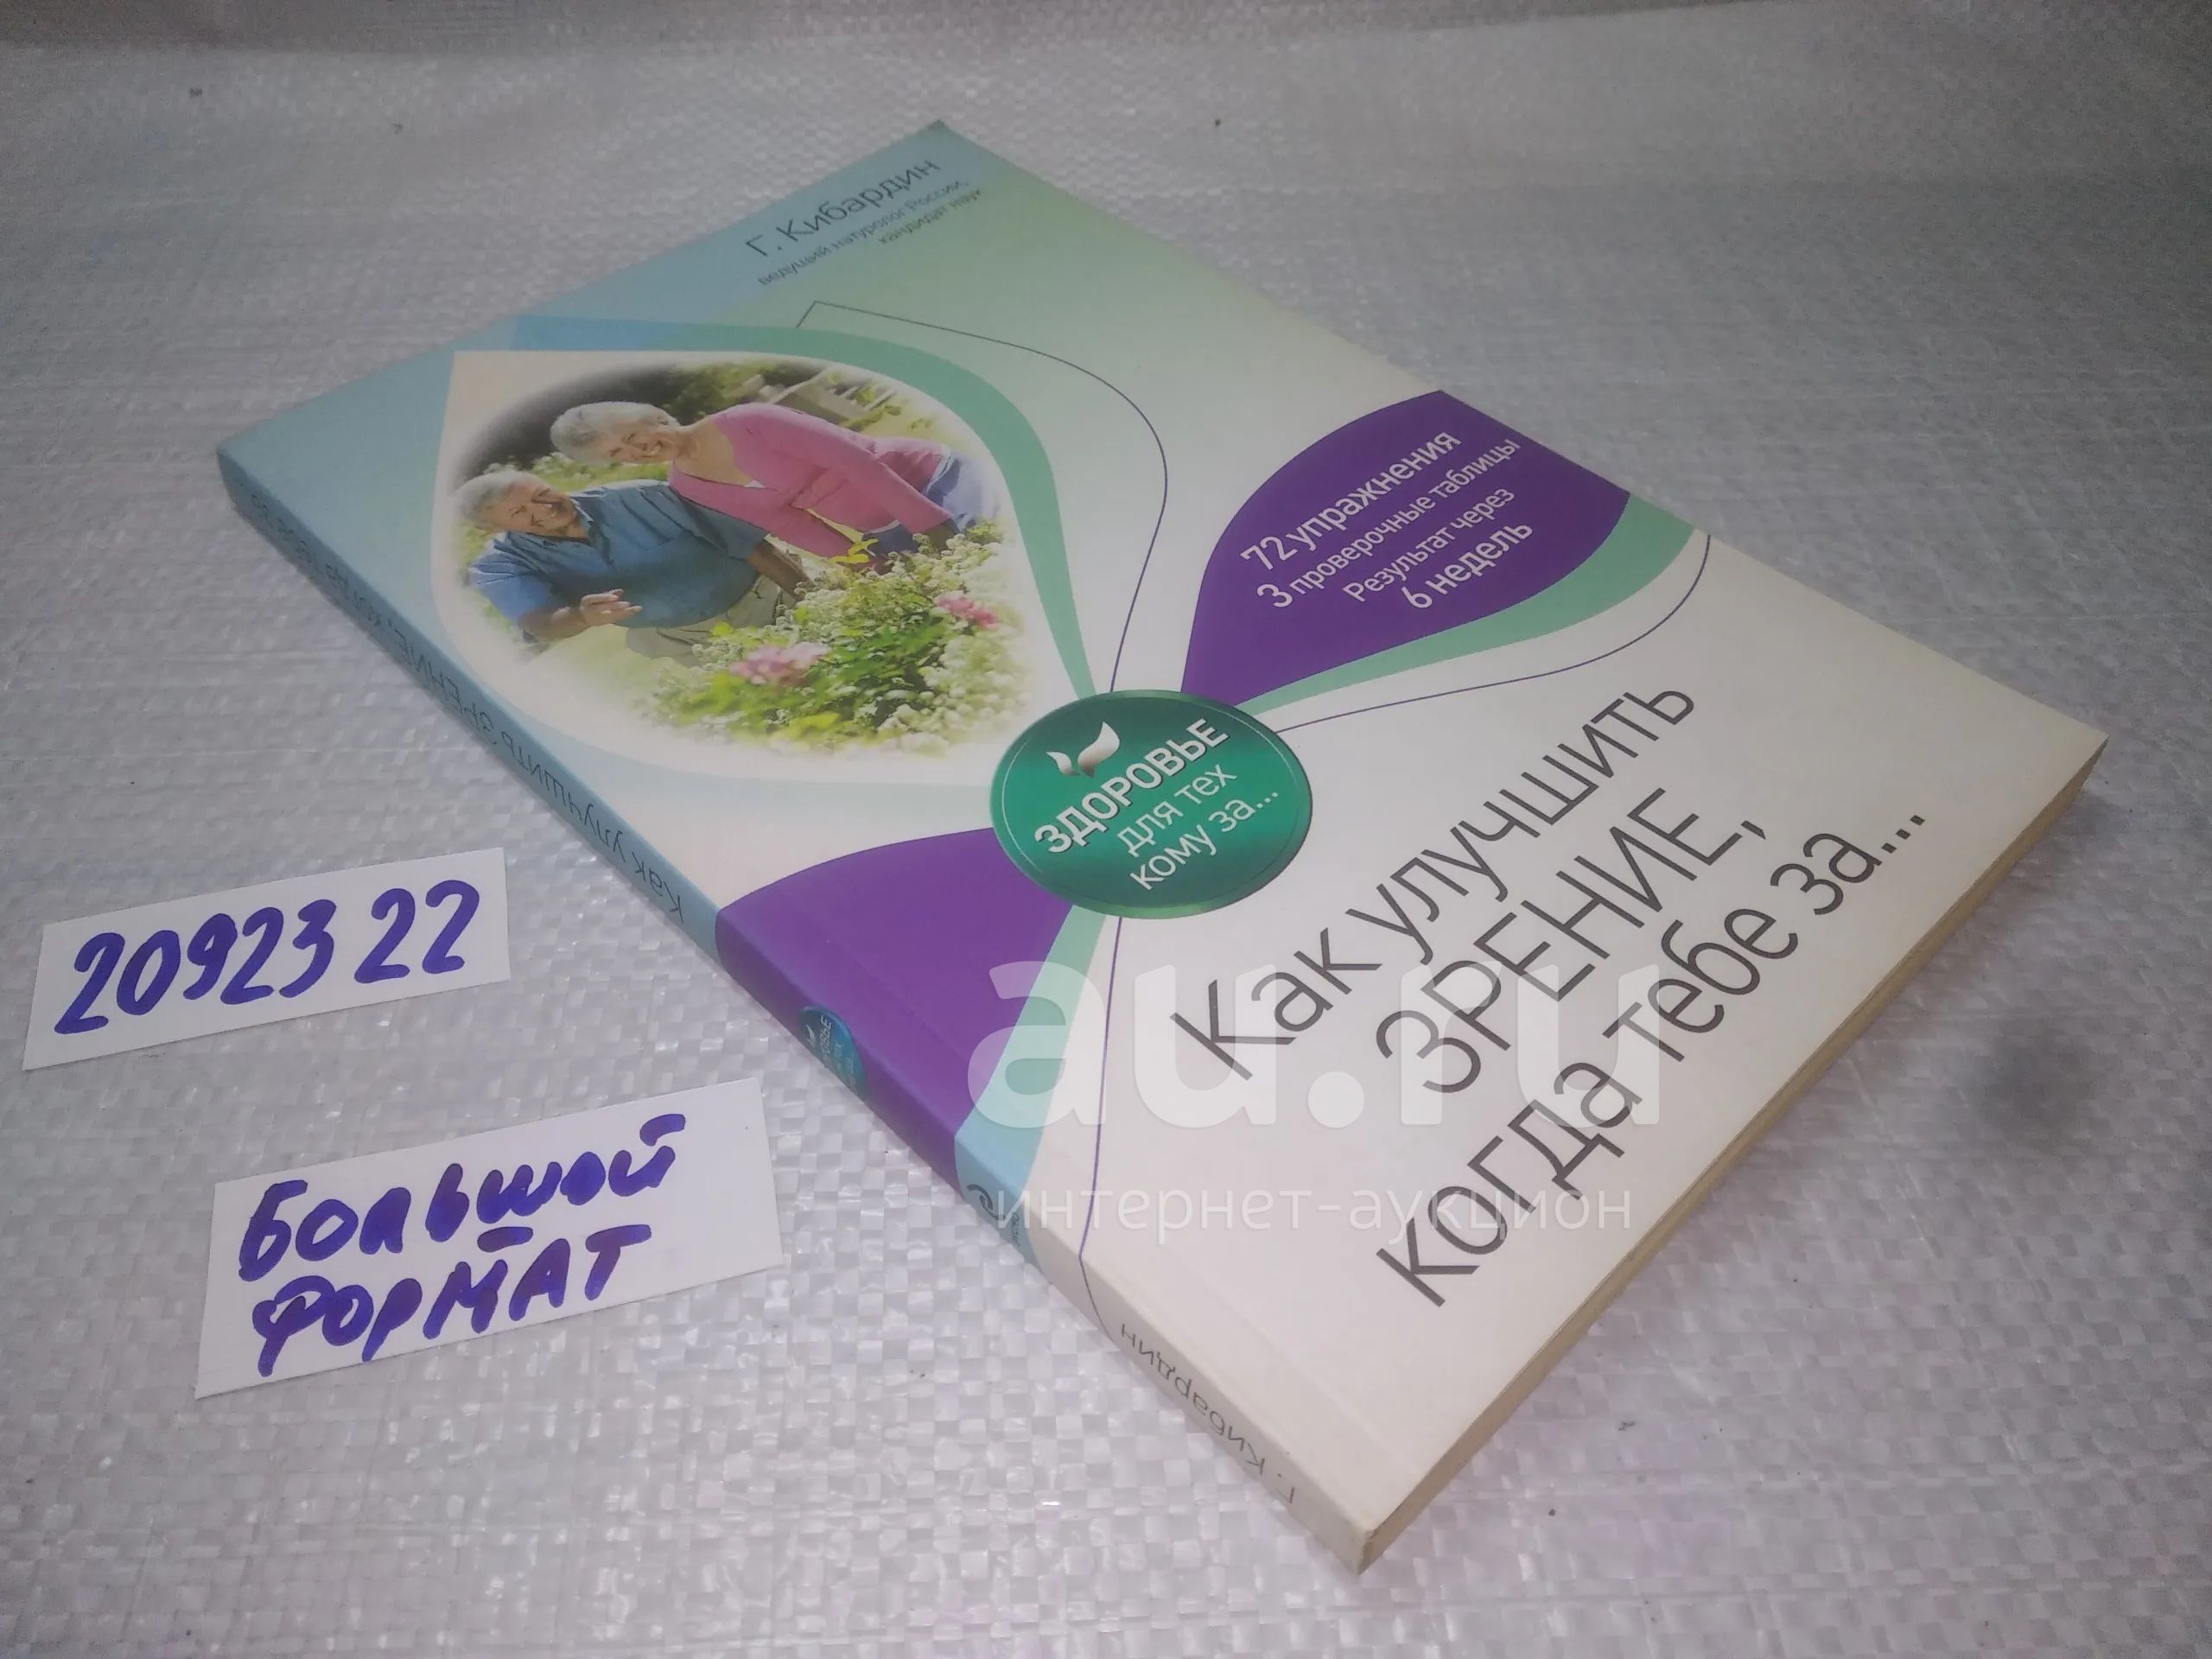 Г. Кибардин
ведущий натуролог России,
кандидат наук
72 упражнения
3 проверочные таблицы
Результат через
6 недель
ЗДОРОВЬЕ
для тех
кому за...
Как улучшить
ЗРЕНИЕ,
когда тебе за...
Как улучшить ЗРЕНИЕ, когда тебе за
Г. Кибардин
2092322
БОЛЬШОЙ
ФОРМАТ
au.ru
интернет-аукцион